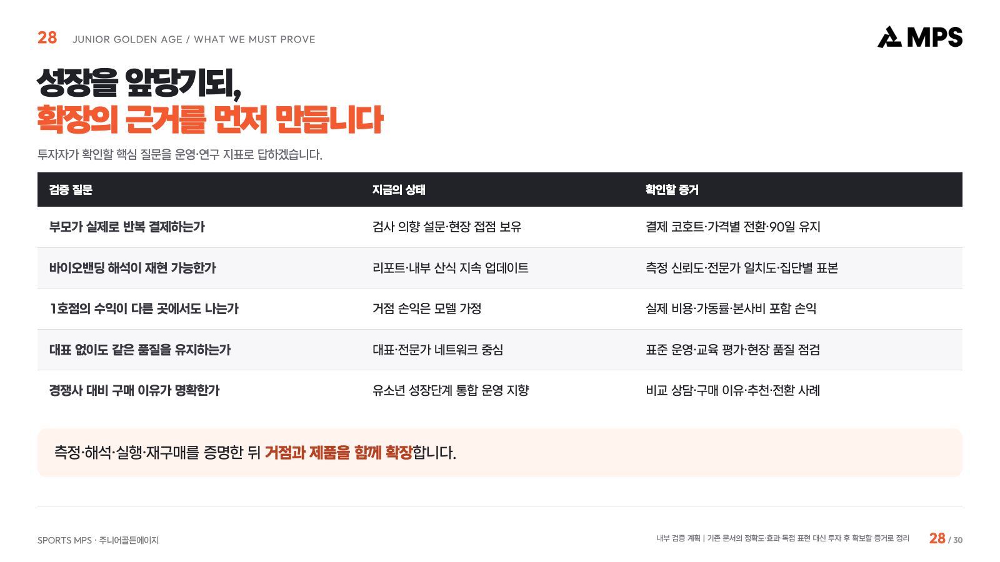 28 JUNIOR GOLDEN AGE / WHAT WE MUST PROVE
MPS
성장을 앞당기되,
확장의 근거를 먼저 만듭니다
투자자가 확인할 핵심 질문을 운영·연구 지표로 답하겠습니다.
검증 질문 지금의 상태 확인할 증거
부모가 실제로 반복 결제하는가 검사 의향 설문·현장 접점 보유 결제 코호트·가격별 전환·90일 유지
바이오밴딩 해석이 재현 가능한가 리포트·내부 산식 지속 업데이트 측정 신뢰도·전문가 일치도·집단별 표본
1호점의 수익이 다른 곳에서도 나는가 거점 손익은 모델 가정 실제 비용·가동률·본사비 포함 손익
대표 없이도 같은 품질을 유지하는가 대표·전문가 네트워크 중심 표준 운영·교육 평가·현장 품질 점검
경쟁사 대비 구매 이유가 명확한가 유소년 성장단계 통합 운영 지향 비교 상담·구매 이유·추천·전환 사례
측정·해석·실행·재구매를 증명한 뒤 거점과 제품을 함께 확장합니다.
SPORTS MPS · 주니어골든에이지
내부 검증 계획 | 기존 문서의 정확도·효과·독점 표현 대신 투자 후 확보할 증거로 정리
28 / 30